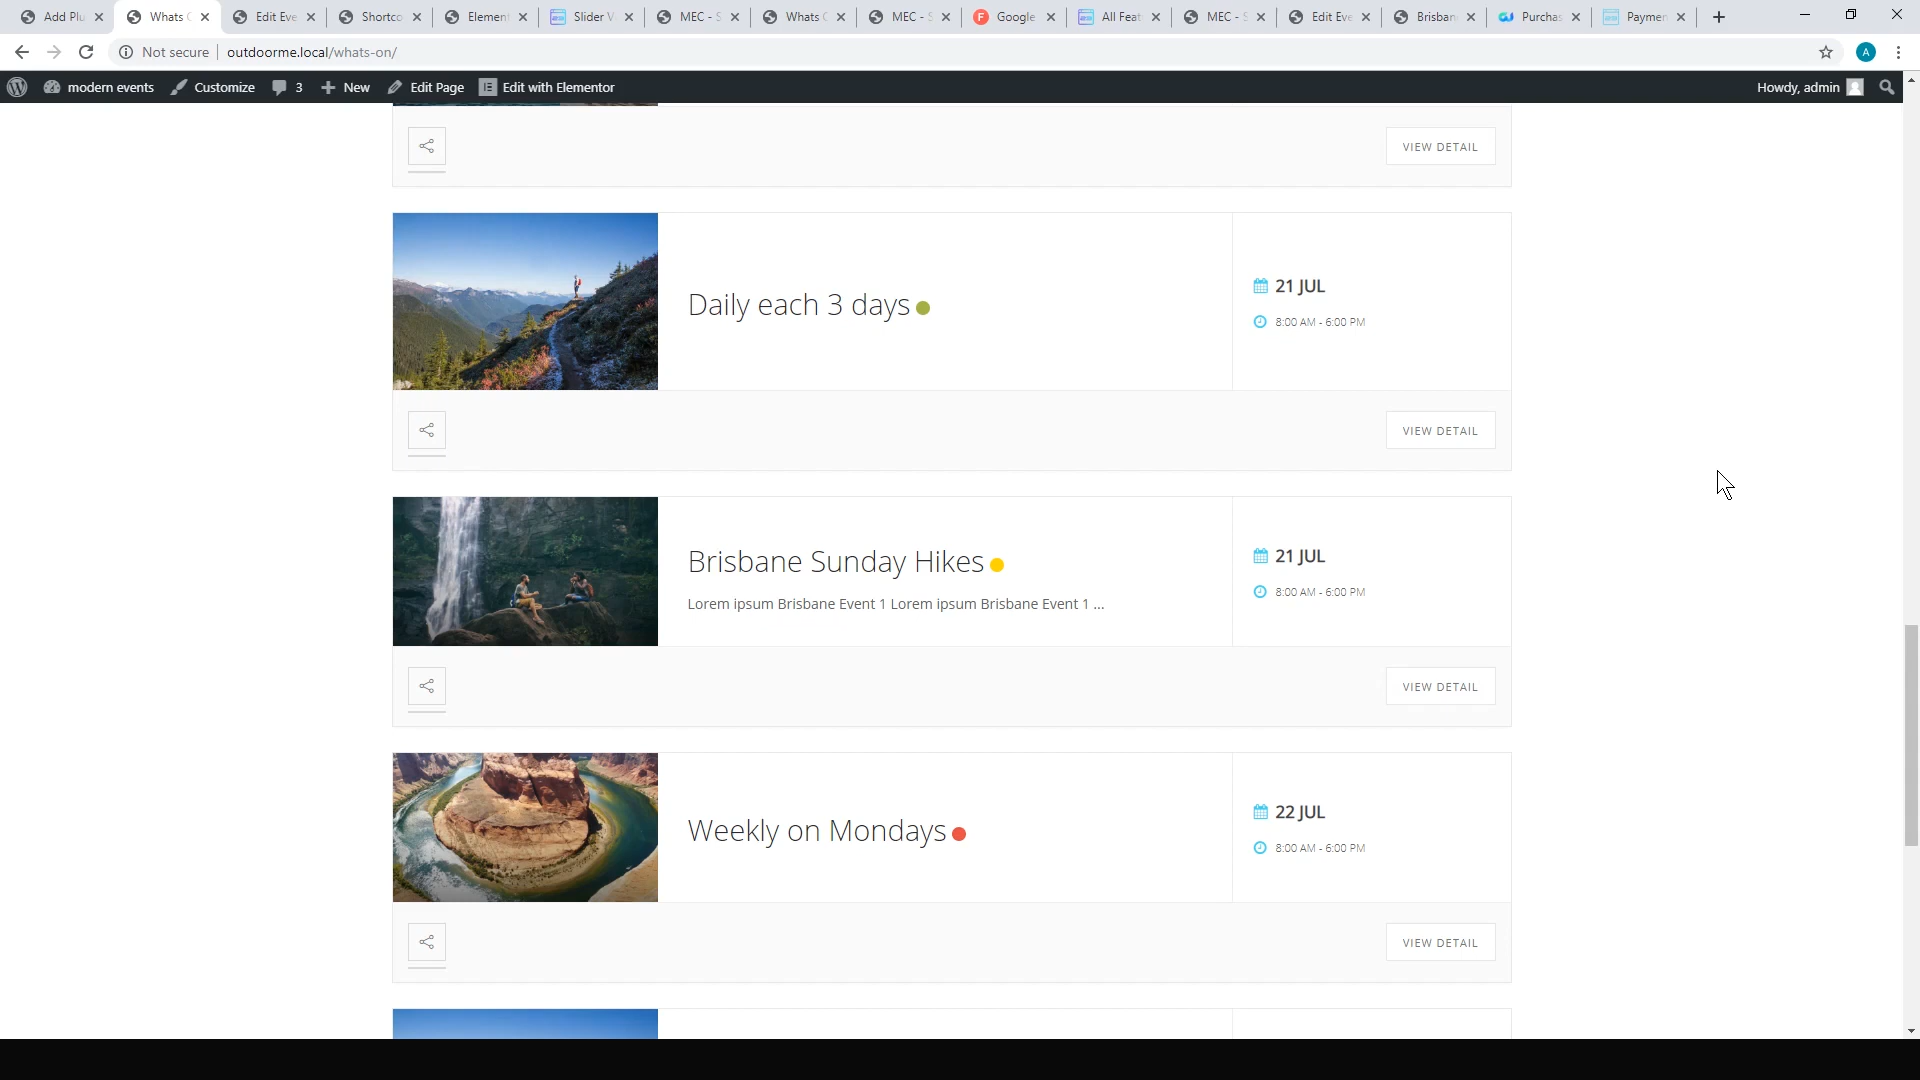 Add Plu
Whats C
Edit Eve
Shortco
Elemen
Slider V
MEC - S
Whats C
MEC - S
Google
All Feat
MEC - S
Edit Eve
Brisban
Purchas
Paymen
Not secure outdoorme.local/whats-on/
A
modern events Customize 3 New Edit Page Edit with Elementor Howdy, admin
VIEW DETAIL
Daily each 3 days
21 JUL
8:00 AM - 6:00 PM
VIEW DETAIL
Brisbane Sunday Hikes
Lorem ipsum Brisbane Event 1 Lorem ipsum Brisbane Event 1 ...
21 JUL
8:00 AM - 6:00 PM
VIEW DETAIL
Weekly on Mondays
22 JUL
8:00 AM - 6:00 PM
VIEW DETAIL